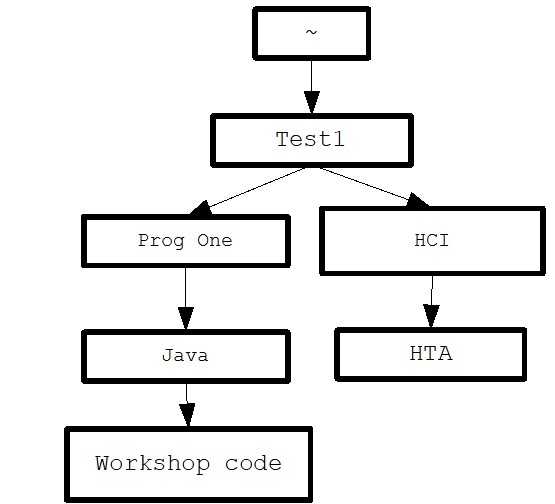 ~
Test1
Prog One
HCI
Java
HTA
Workshop code